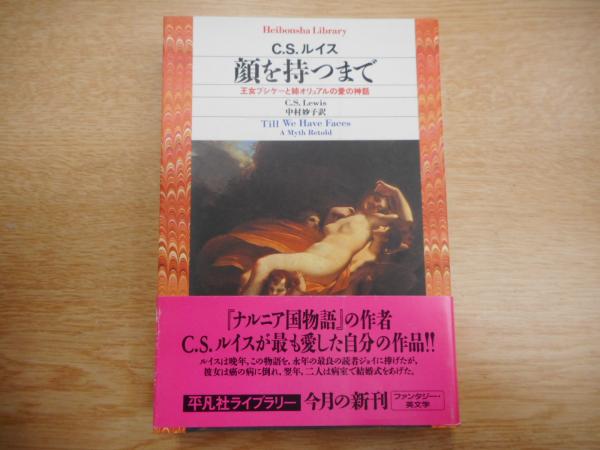 Heibonsha Library
C.S.ルイス
顔を持つまで
王女プシケーと姉オリュアルの愛の神話
C.S.Lewis
中村妙子訳
Till We Have Faces
A Myth Retold
『ナルニア国物語』の作者
C.S.ルイスが最も愛した自分の作品!!
ルイスは晩年、この物語を、永年の最良の読者ジョイに捧げたが、
彼女は癌の病に倒れ、翌年、二人は病室で結婚式をあげた。
平凡社ライブラリー 今月の新刊
ファンタジー・
英文学